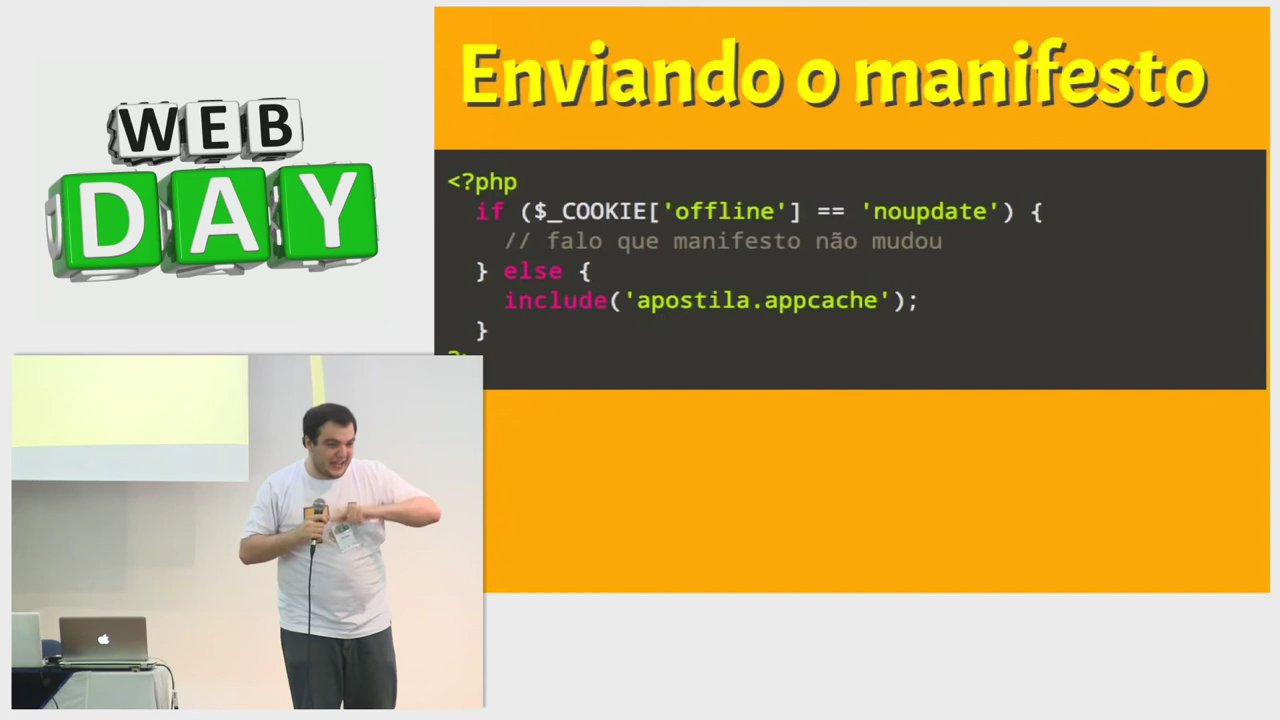 WEB
DAY
Enviando o manifesto
<?php
if ($_COOKIE['offline'] == 'noupdate') {
// falo que manifesto não mudou
} else {
include('apostila.appcache');
}